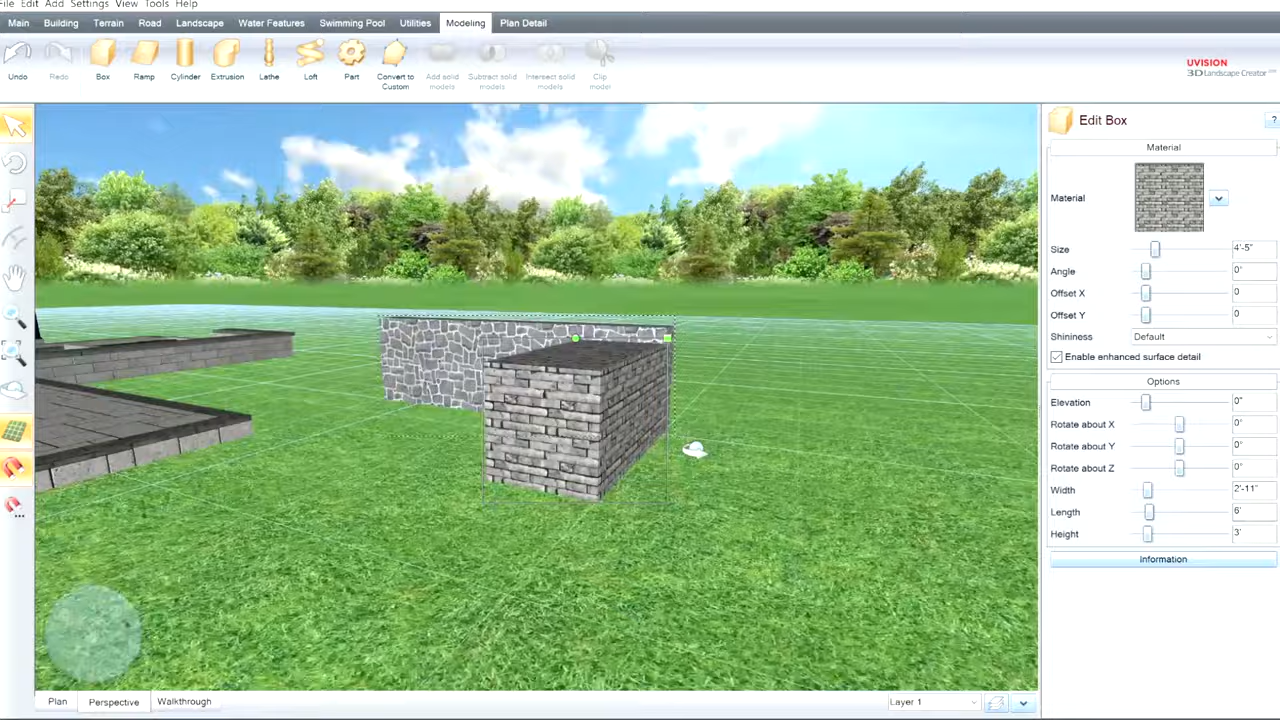 File Edit Add Settings View Tools Help
Main Building Terrain Road Landscape Water Features Swimming Pool Utilities Modeling Plan Detail
Undo Redo Box Ramp Cylinder Extrusion Lathe Loft Part Convert to Custom Add solid models Subtract solid models Intersect solid models Clip model
UVISION
3D Landscape Creator
Edit Box ?
Material
Material
Size 4'-5"
Angle 0°
Offset X 0
Offset Y 0
Shininess Default
Enable enhanced surface detail
Options
Elevation 0"
Rotate about X 0°
Rotate about Y 0°
Rotate about Z 0°
Width 2'-11"
Length 6'
Height 3'
Information
Plan Perspective Walkthrough Layer 1